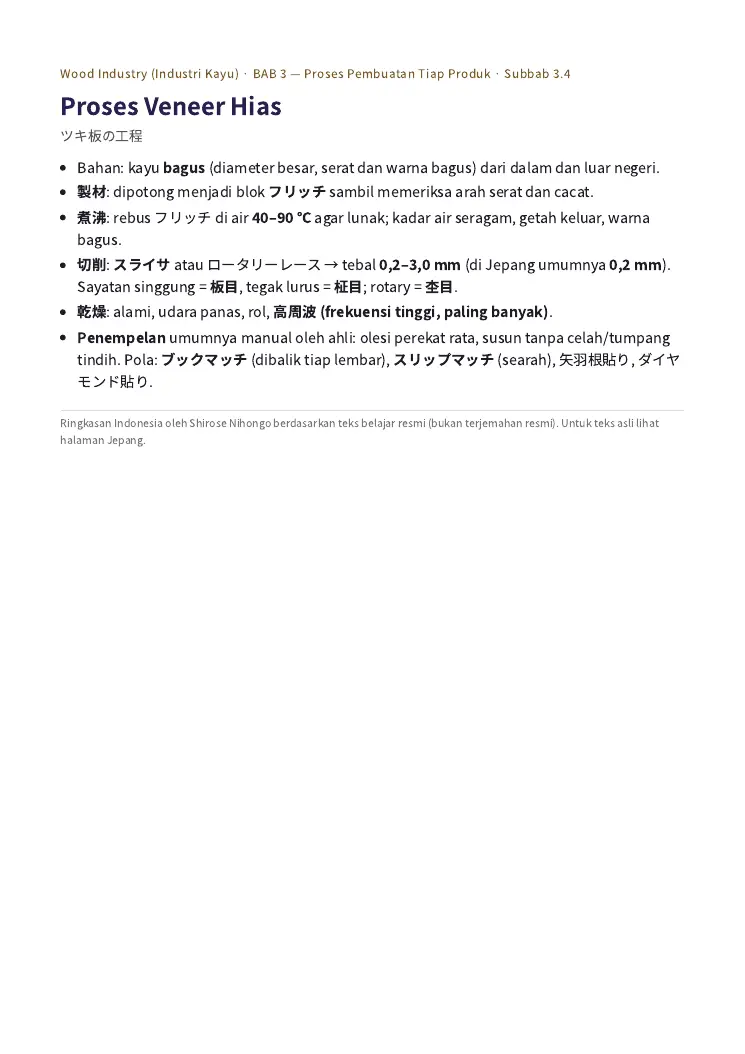 Wood Industry (Industri Kayu) · BAB 3 — Proses Pembuatan Tiap Produk · Subbab 3.4
Proses Veneer Hias
ツキ板の工程
• Bahan: kayu bagus (diameter besar, serat dan warna bagus) dari dalam dan luar negeri.
• 製材: dipotong menjadi blok フリッチ sambil memeriksa arah serat dan cacat.
• 煮沸: rebus フリッチ di air 40–90 ℃ agar lunak; kadar air seragam, getah keluar, warna
bagus.
• 切削: スライサ atau ロータリーレース → tebal 0,2–3,0 mm (di Jepang umumnya 0,2 mm).
Sayatan singgung = 板目, tegak lurus = 柾目; rotary = 杢目.
• 乾燥: alami, udara panas, rol, 高周波 (frekuensi tinggi, paling banyak).
• Penempelan umumnya manual oleh ahli: olesi perekat rata, susun tanpa celah/tumpang
tindih. Pola: ブックマッチ (dibalik tiap lembar), スリップマッチ (searah), 矢羽根貼り, ダイヤ
モンド貼り.
Ringkasan Indonesia oleh Shirose Nihongo berdasarkan teks belajar resmi (bukan terjemahan resmi). Untuk teks asli lihat
halaman Jepang.